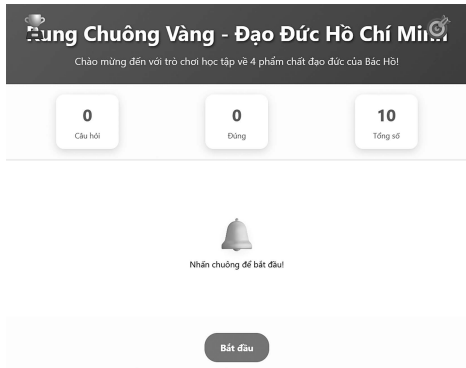 Rung Chuông Vàng - Đạo Đức Hồ Chí Minh
Chào mừng đến với trò chơi học tập về 4 phẩm chất đạo đức của Bác Hồ!
0
Câu hỏi
0
Đúng
10
Tổng số
Nhấn chuông để bắt đầu!
Bắt đầu